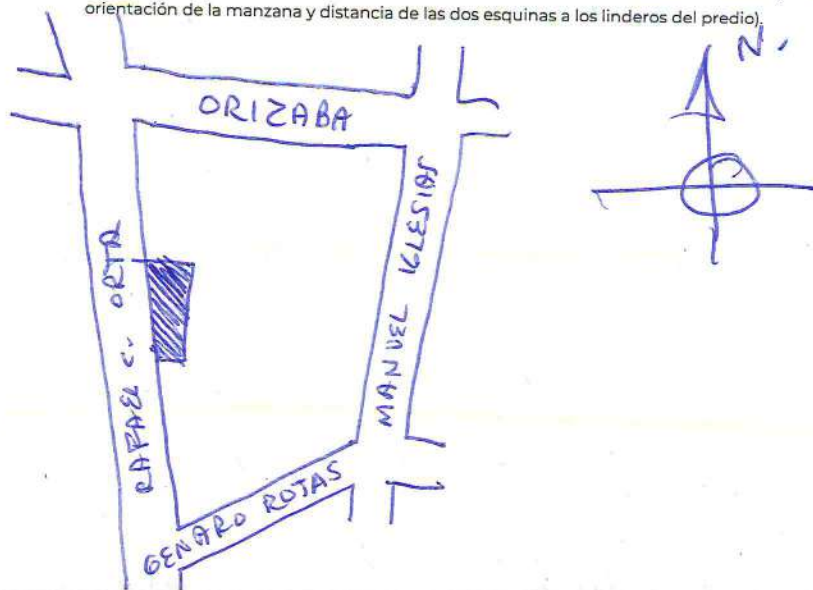 orientación de la manzana y distancia de las dos esquinas a los linderos del predio).
N.
ORIZABA
RAFAEL C. ORTA
MANUEL IGLESIAS
GENARO ROJAS